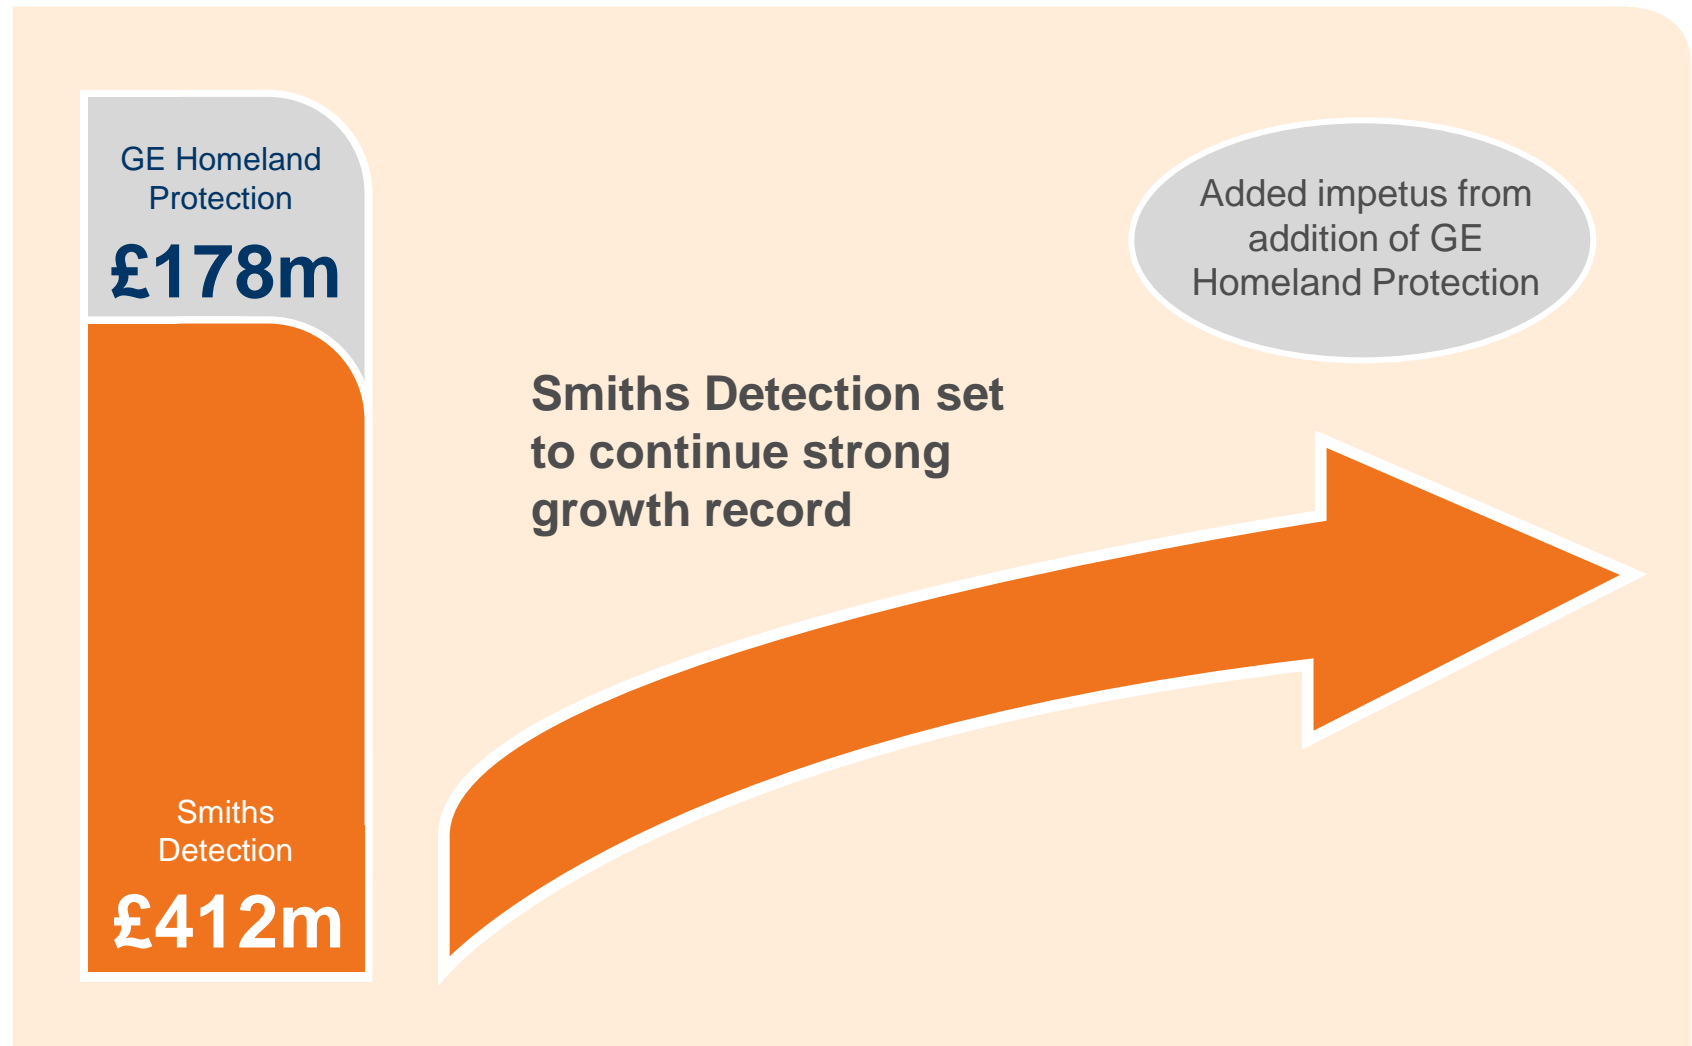 GE Homeland
Protection
£178m
Smiths
Detection
£412m
Smiths Detection set
to continue strong
growth record
Added impetus from
addition of GE
Homeland Protection